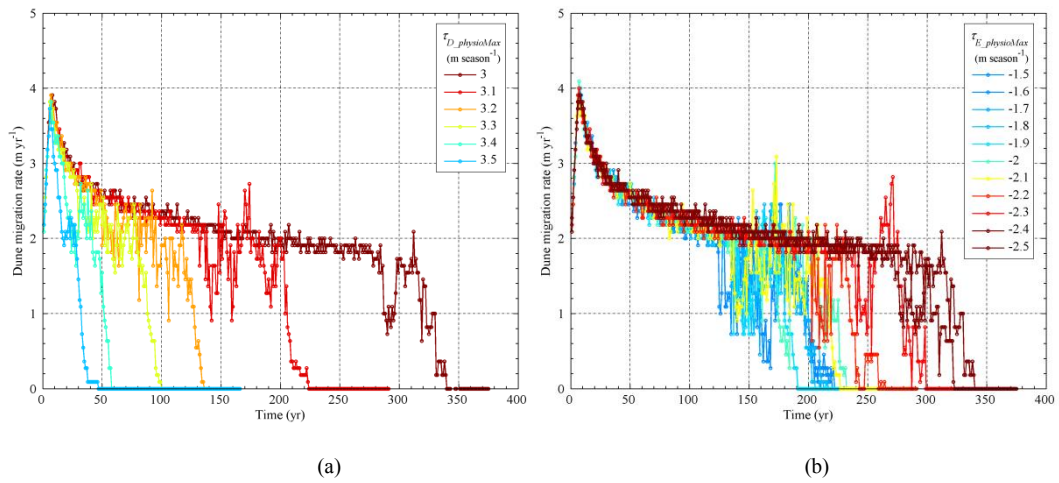 5
4
3
2
1
0
Dune migration rate (m yr-1)
0 50 100 150 200 250 300 350 400
Time (yr)
τD_physioMax
(m season-1)
3
3.1
3.2
3.3
3.4
3.5
(a)
5
4
3
2
1
0
Dune migration rate (m yr-1)
0 50 100 150 200 250 300 350 400
Time (yr)
τE_physioMax
(m season-1)
-1.5
-1.6
-1.7
-1.8
-1.9
-2
-2.1
-2.2
-2.3
-2.4
-2.5
(b)